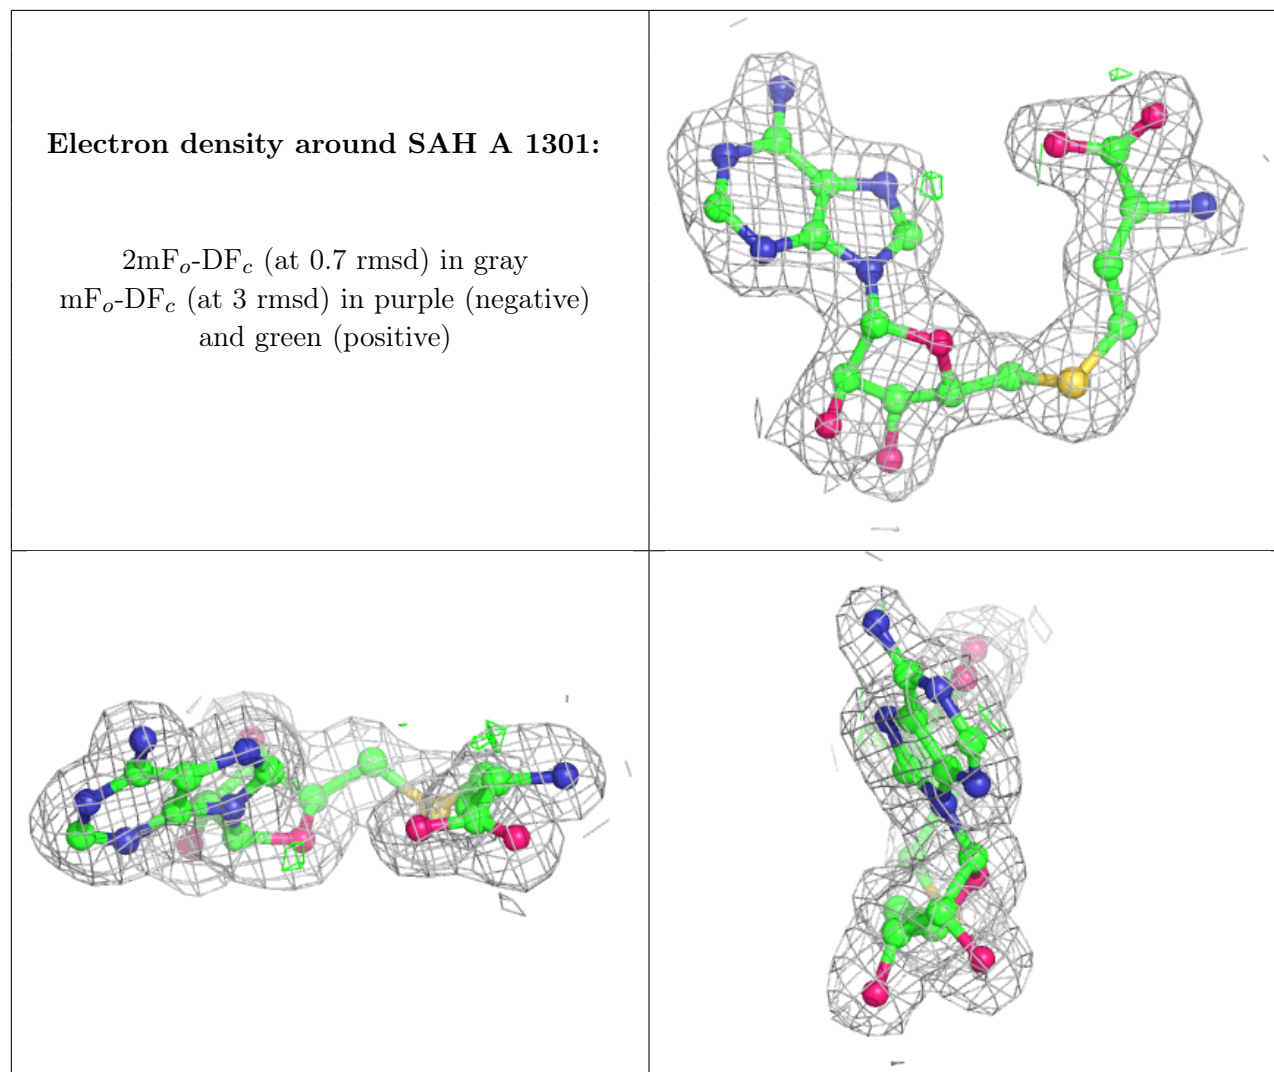 Electron density around SAH A 1301:
2mFo-DFc (at 0.7 rmsd) in gray
mFo-DFc (at 3 rmsd) in purple (negative)
and green (positive)